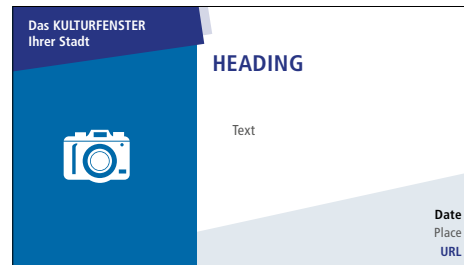 Das KULTURFENSTER
Ihrer Stadt
HEADING
Text
Date
Place
URL